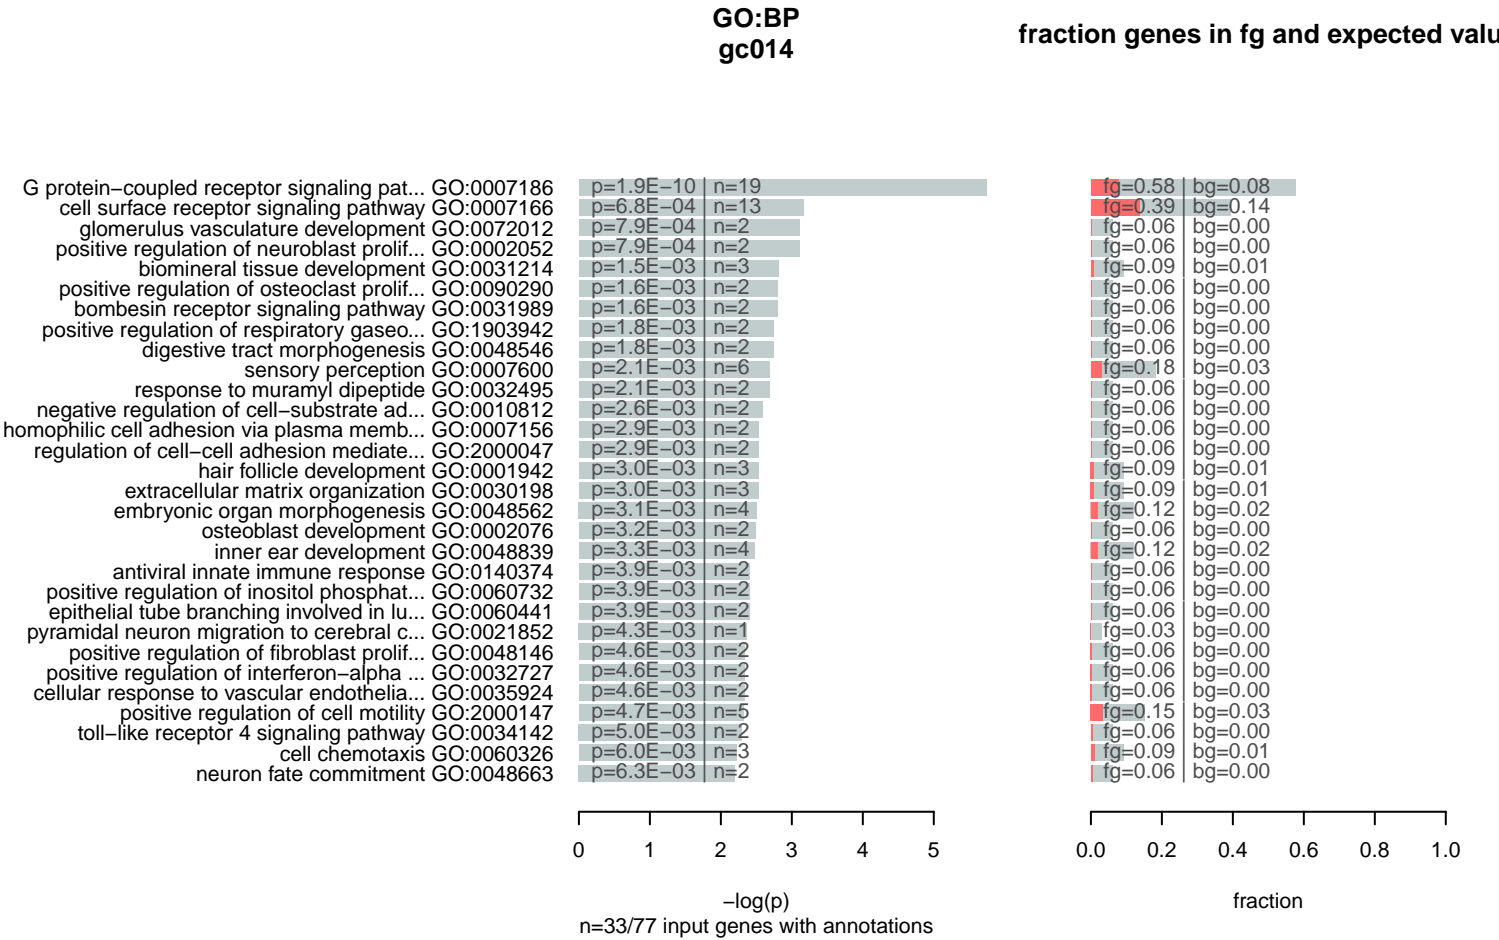 GO:BP
gc014
fraction genes in fg and expected valu
G protein−coupled receptor signaling pat... GO:0007186 p=1.9E−10 | n=19 fg=0.58 | bg=0.08
cell surface receptor signaling pathway GO:0007166 p=6.8E−04 | n=13 fg=0.39 | bg=0.14
glomerulus vasculature development GO:0072012 p=7.9E−04 | n=2 fg=0.06 | bg=0.00
positive regulation of neuroblast prolif... GO:0002052 p=7.9E−04 | n=2 fg=0.06 | bg=0.00
biomineral tissue development GO:0031214 p=1.5E−03 | n=3 fg=0.09 | bg=0.01
positive regulation of osteoclast prolif... GO:0090290 p=1.6E−03 | n=2 fg=0.06 | bg=0.00
bombesin receptor signaling pathway GO:0031989 p=1.6E−03 | n=2 fg=0.06 | bg=0.00
positive regulation of respiratory gaseo... GO:1903942 p=1.8E−03 | n=2 fg=0.06 | bg=0.00
digestive tract morphogenesis GO:0048546 p=1.8E−03 | n=2 fg=0.06 | bg=0.00
sensory perception GO:0007600 p=2.1E−03 | n=6 fg=0.18 | bg=0.03
response to muramyl dipeptide GO:0032495 p=2.1E−03 | n=2 fg=0.06 | bg=0.00
negative regulation of cell−substrate ad... GO:0010812 p=2.6E−03 | n=2 fg=0.06 | bg=0.00
homophilic cell adhesion via plasma memb... GO:0007156 p=2.9E−03 | n=2 fg=0.06 | bg=0.00
regulation of cell−cell adhesion mediate... GO:2000047 p=2.9E−03 | n=2 fg=0.06 | bg=0.00
hair follicle development GO:0001942 p=3.0E−03 | n=3 fg=0.09 | bg=0.01
extracellular matrix organization GO:0030198 p=3.0E−03 | n=3 fg=0.09 | bg=0.01
embryonic organ morphogenesis GO:0048562 p=3.1E−03 | n=4 fg=0.12 | bg=0.02
osteoblast development GO:0002076 p=3.2E−03 | n=2 fg=0.06 | bg=0.00
inner ear development GO:0048839 p=3.3E−03 | n=4 fg=0.12 | bg=0.02
antiviral innate immune response GO:0140374 p=3.9E−03 | n=2 fg=0.06 | bg=0.00
positive regulation of inositol phosphat... GO:0060732 p=3.9E−03 | n=2 fg=0.06 | bg=0.00
epithelial tube branching involved in lu... GO:0060441 p=3.9E−03 | n=2 fg=0.06 | bg=0.00
pyramidal neuron migration to cerebral c... GO:0021852 p=4.3E−03 | n=1 fg=0.03 | bg=0.00
positive regulation of fibroblast prolif... GO:0048146 p=4.6E−03 | n=2 fg=0.06 | bg=0.00
positive regulation of interferon−alpha ... GO:0032727 p=4.6E−03 | n=2 fg=0.06 | bg=0.00
cellular response to vascular endothelia... GO:0035924 p=4.6E−03 | n=2 fg=0.06 | bg=0.00
positive regulation of cell motility GO:2000147 p=4.7E−03 | n=5 fg=0.15 | bg=0.03
toll−like receptor 4 signaling pathway GO:0034142 p=5.0E−03 | n=2 fg=0.06 | bg=0.00
cell chemotaxis GO:0060326 p=6.0E−03 | n=3 fg=0.09 | bg=0.01
neuron fate commitment GO:0048663 p=6.3E−03 | n=2 fg=0.06 | bg=0.00
0 1 2 3 4 5 0.0 0.2 0.4 0.6 0.8 1.0
−log(p) fraction
n=33/77 input genes with annotations